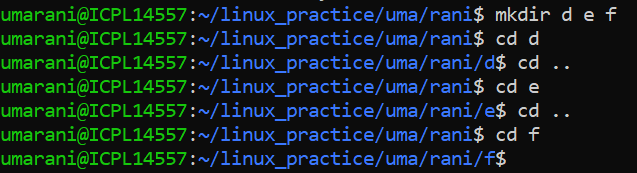 umarani@ICPL14557:~/linux_practice/uma/rani$ mkdir d e f
umarani@ICPL14557:~/linux_practice/uma/rani$ cd d
umarani@ICPL14557:~/linux_practice/uma/rani/d$ cd ..
umarani@ICPL14557:~/linux_practice/uma/rani$ cd e
umarani@ICPL14557:~/linux_practice/uma/rani/e$ cd ..
umarani@ICPL14557:~/linux_practice/uma/rani$ cd f
umarani@ICPL14557:~/linux_practice/uma/rani/f$